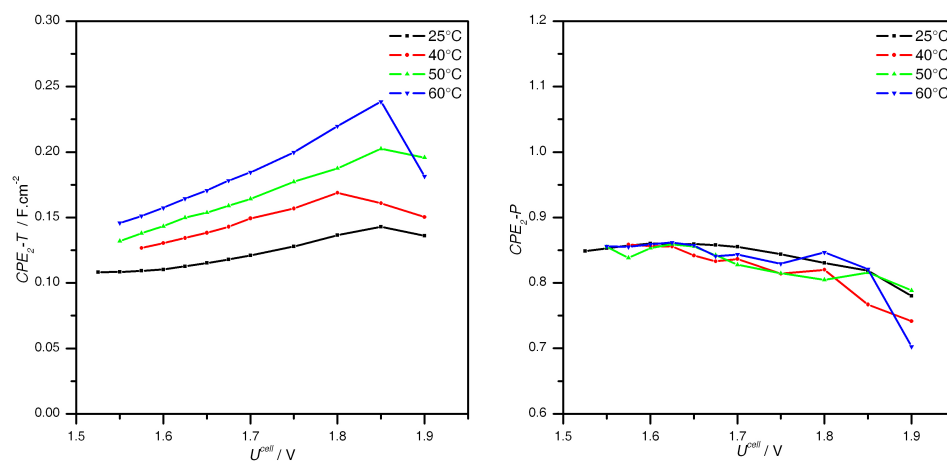 0.30
0.25
0.20
0.15
0.10
0.05
0.00
1.5
1.6
1.7
1.8
1.9
CPE2-T / F.cm-2
Ucell / V
25°C
40°C
50°C
60°C
1.2
1.1
1.0
0.9
0.8
0.7
0.6
1.5
1.6
1.7
1.8
1.9
CPE2-P
Ucell / V
25°C
40°C
50°C
60°C